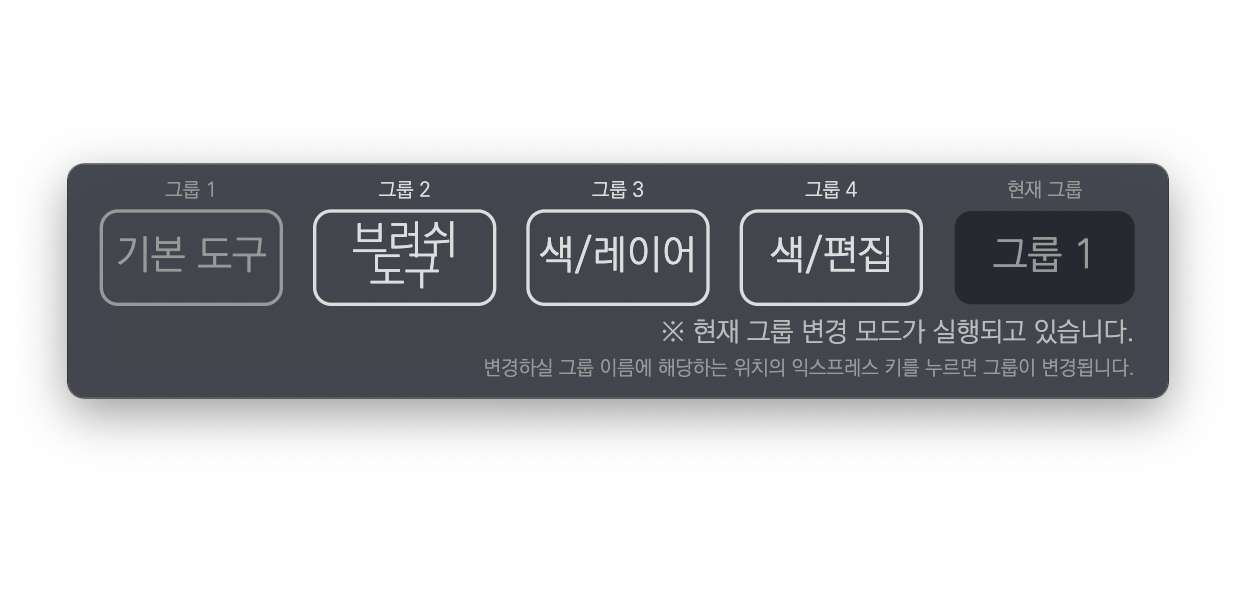 그룹 1
기본 도구
그룹 2
브러쉬
도구
그룹 3
색/레이어
그룹 4
색/편집
현재 그룹
그룹 1
※ 현재 그룹 변경 모드가 실행되고 있습니다.
변경하실 그룹 이름에 해당하는 위치의 익스프레스 키를 누르면 그룹이 변경됩니다.